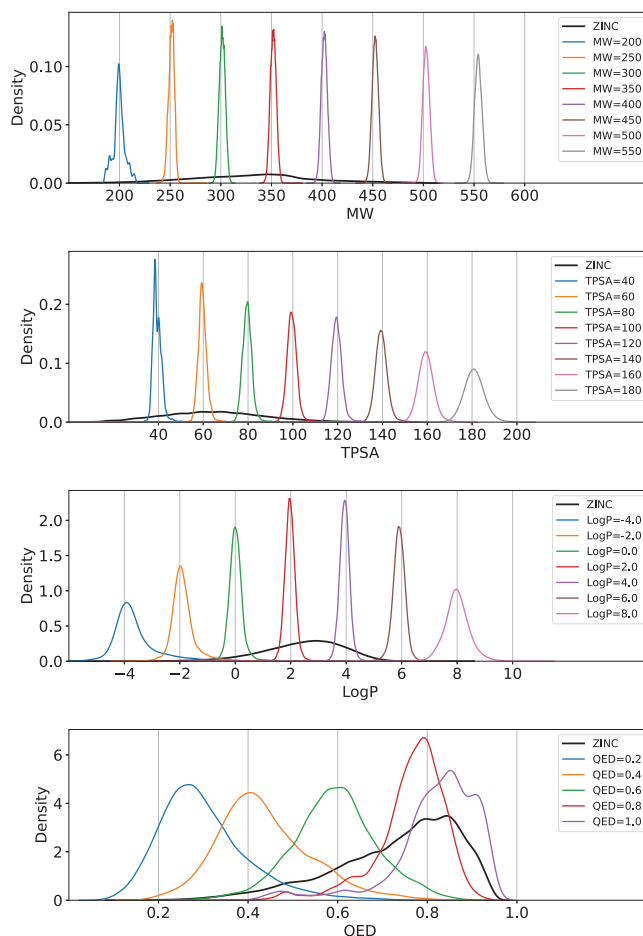 ZINC
MW=200
MW=250
MW=300
MW=350
MW=400
MW=450
MW=500
MW=550
Density
0.10
0.05
0.00
200 250 300 350 400 450 500 550 600
MW
ZINC
TPSA=40
TPSA=60
TPSA=80
TPSA=100
TPSA=120
TPSA=140
TPSA=160
TPSA=180
Density
0.2
0.1
0.0
40 60 80 100 120 140 160 180 200
TPSA
ZINC
LogP=-4.0
LogP=-2.0
LogP=0.0
LogP=2.0
LogP=4.0
LogP=6.0
LogP=8.0
Density
2.0
1.5
1.0
0.5
0.0
−4 −2 0 2 4 6 8 10
LogP
ZINC
QED=0.2
QED=0.4
QED=0.6
QED=0.8
QED=1.0
Density
6
4
2
0
0.2 0.4 0.6 0.8 1.0
QED